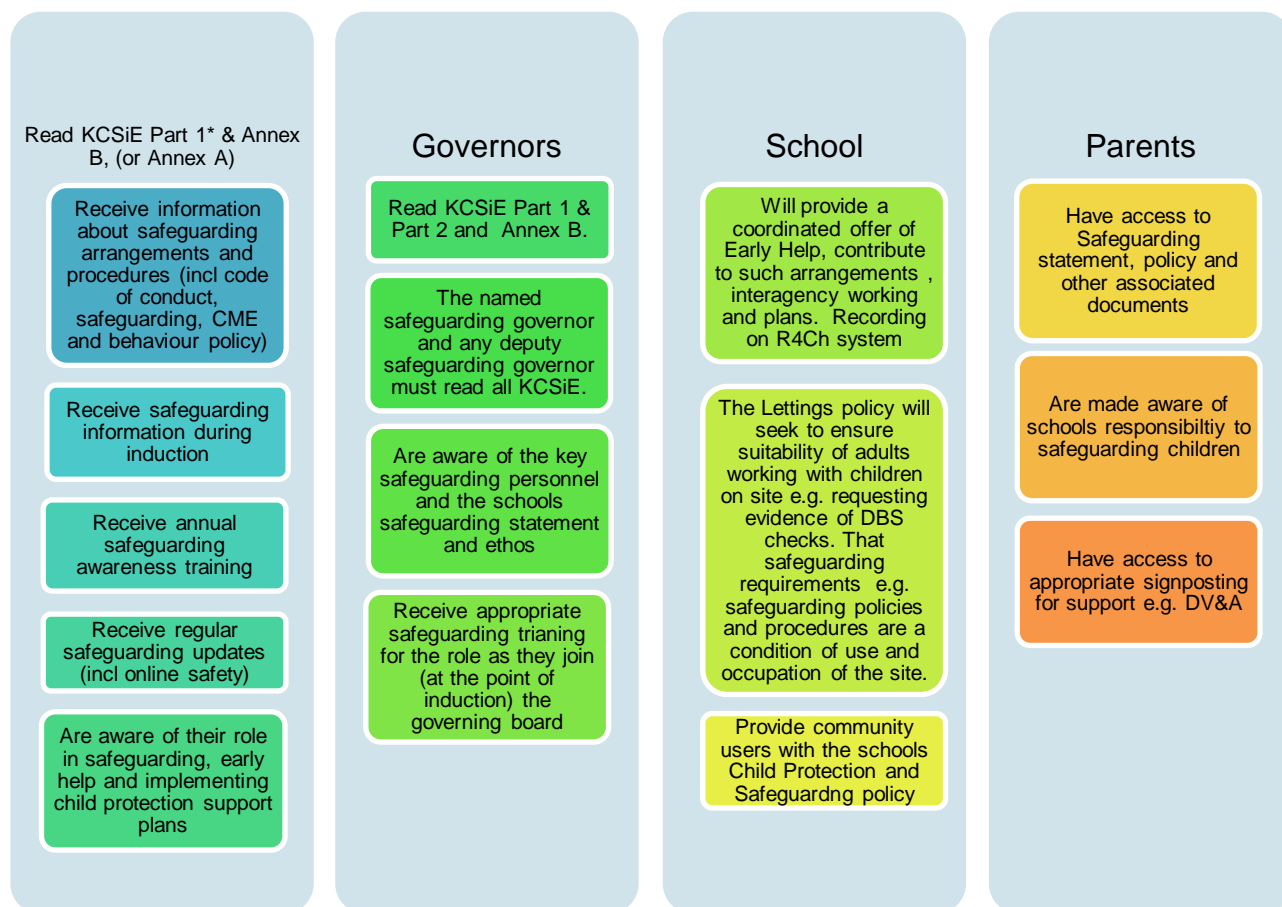 Read KCSiE Part 1* & Annex
B, (or Annex A)
Receive information
about safeguarding
arrangements and
procedures (incl code
of conduct,
safeguarding, CME
and behaviour policy)
Receive safeguarding
information during
induction
Receive annual
safeguarding
awareness training
Receive regular
safeguarding updates
(incl online safety)
Are aware of their role
in safeguarding, early
help and implementing
child protection support
plans
Governors
Read KCSiE Part 1 &
Part 2 and Annex B.
The named
safeguarding governor
and any deputy
safeguarding governor
must read all KCSiE.
Are aware of the key
safeguarding personnel
and the schools
safeguarding statement
and ethos
Receive appropriate
safeguarding trianing
for the role as they join
(at the point of
induction) the
governing board
School
Will provide a
coordinated offer of
Early Help, contribute
to such arrangements ,
interagency working
and plans. Recording
on R4Ch system
The Lettings policy will
seek to ensure
suitability of adults
working with children
on site e.g. requesting
evidence of DBS
checks. That
safeguarding
requirements e.g.
safeguarding policies
and procedures are a
condition of use and
occupation of the site.
Provide community
users with the schools
Child Protection and
Safeguardng policy
Parents
Have access to
Safeguarding
statement, policy and
other associated
documents
Are made aware of
schools responsibiltiy to
safeguarding children
Have access to
appropriate signposting
for support e.g. DV&A